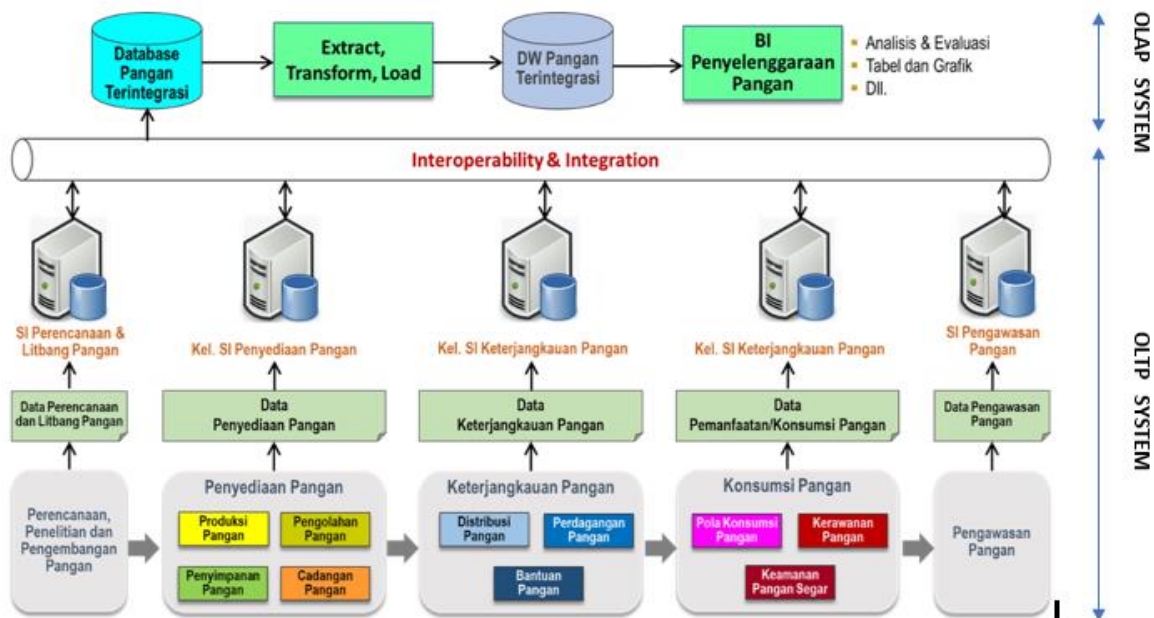 Database
Pangan
Terintegrasi
Extract,
Transform, Load
DW Pangan
Terintegrasi
BI
Penyelenggaraan
Pangan
Analisis & Evaluasi
Tabel dan Grafik
Dll.
OLAP SYSTEM
Interoperability & Integration
SI Perencanaan &
Litbang Pangan
Kel. SI Penyediaan Pangan
Kel. SI Keterjangkauan Pangan
Kel. SI Keterjangkauan Pangan
SI Pengawasan
Pangan
OLTP SYSTEM
Data Perencanaan
dan Litbang Pangan
Data
Penyediaan Pangan
Data
Keterjangkauan Pangan
Data
Pemanfaatan/Konsumsi Pangan
Data Pengawasan
Pangan
Perencanaan,
Penelitian dan
Pengembangan
Pangan
Penyediaan Pangan
Produksi
Pangan
Pengolahan
Pangan
Penyimpanan
Pangan
Cadangan
Pangan
Keterjangkauan Pangan
Distribusi
Pangan
Perdagangan
Pangan
Bantuan
Pangan
Konsumsi Pangan
Pola Konsumsi
Pangan
Kerawanan
Pangan
Keamanan
Pangan Segar
Pengawasan
Pangan